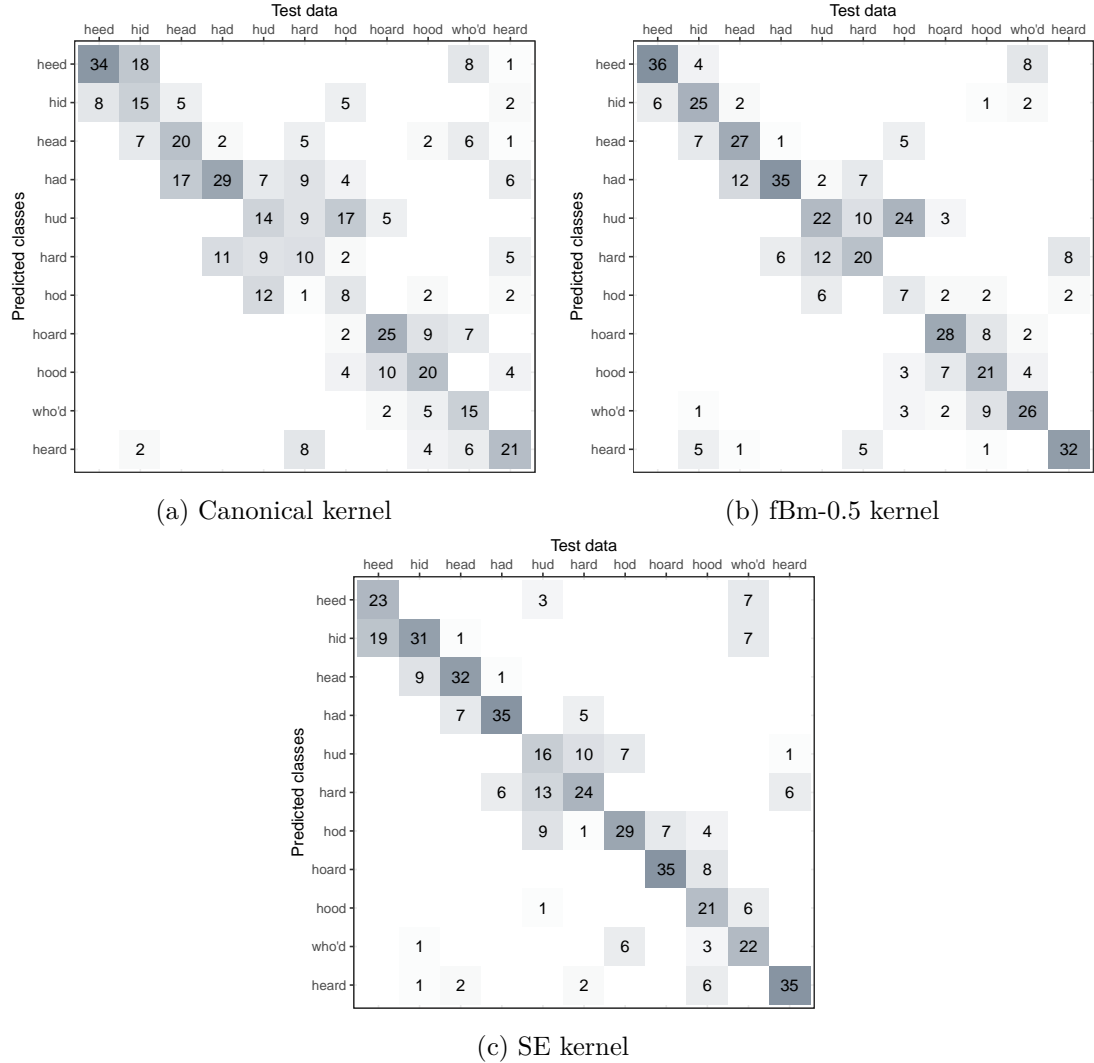 Test data
heed hid head had hud hard hod hoard hood who'd heard
Predicted classes
heed 34 18 8 1
hid 8 15 5 5 2
head 7 20 2 5 2 6 1
had 17 29 7 9 4 6
hud 14 9 17 5
hard 11 9 10 2 5
hod 12 1 8 2 2
hoard 2 25 9 7
hood 4 10 20 4
who'd 2 5 15
heard 2 8 4 6 21
(a) Canonical kernel
Test data
heed hid head had hud hard hod hoard hood who'd heard
Predicted classes
heed 36 4 8
hid 6 25 2 1 2
head 7 27 1 5
had 12 35 2 7
hud 22 10 24 3
hard 6 12 20 8
hod 6 7 2 2 2
hoard 28 8 2
hood 3 7 21 4
who'd 1 3 2 9 26
heard 5 1 5 1 32
(b) fBm-0.5 kernel
Test data
heed hid head had hud hard hod hoard hood who'd heard
Predicted classes
heed 23 3 7
hid 19 31 1 7
head 9 32 1
had 7 35 5
hud 16 10 7 1
hard 6 13 24 6
hod 9 1 29 7 4
hoard 35 8
hood 1 21 6
who'd 1 6 3 22
heard 1 2 2 6 35
(c) SE kernel